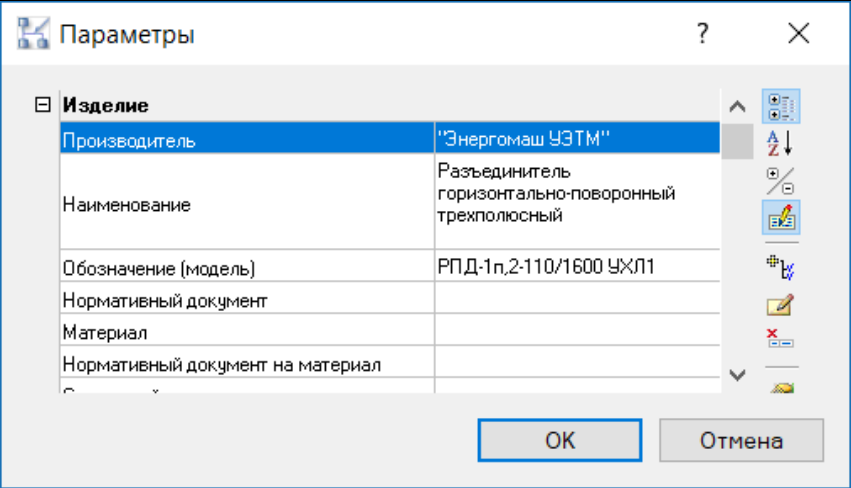 Параметры
?
Изделие
Производитель
"Энергомаш УЭТМ"
Наименование
Разъединитель
горизонтально-поворонный
трехполюсный
Обозначение (модель)
РПД-1п,2-110/1600 УХЛ1
Нормативный документ
Материал
Нормативный документ на материал
OK
Отмена